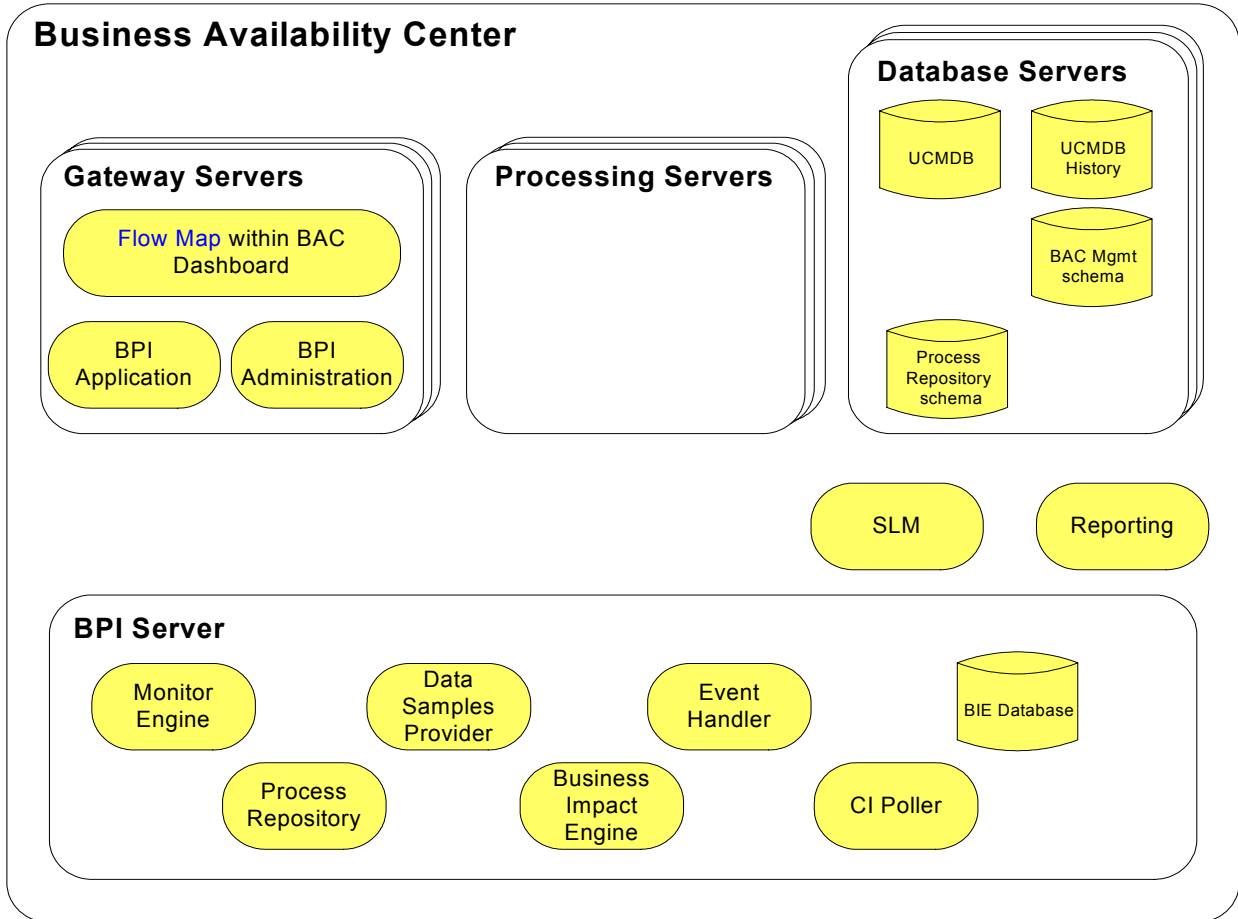 Business Availability Center
Database Servers
UCMDB
UCMDB
History
BAC Mgmt
schema
Process
Repository
schema
Gateway Servers
Flow Map within BAC
Dashboard
BPI
Application
BPI
Administration
Processing Servers
SLM
Reporting
BPI Server
Monitor
Engine
Data
Samples
Provider
Event
Handler
BIE Database
Process
Repository
Business
Impact
Engine
CI Poller